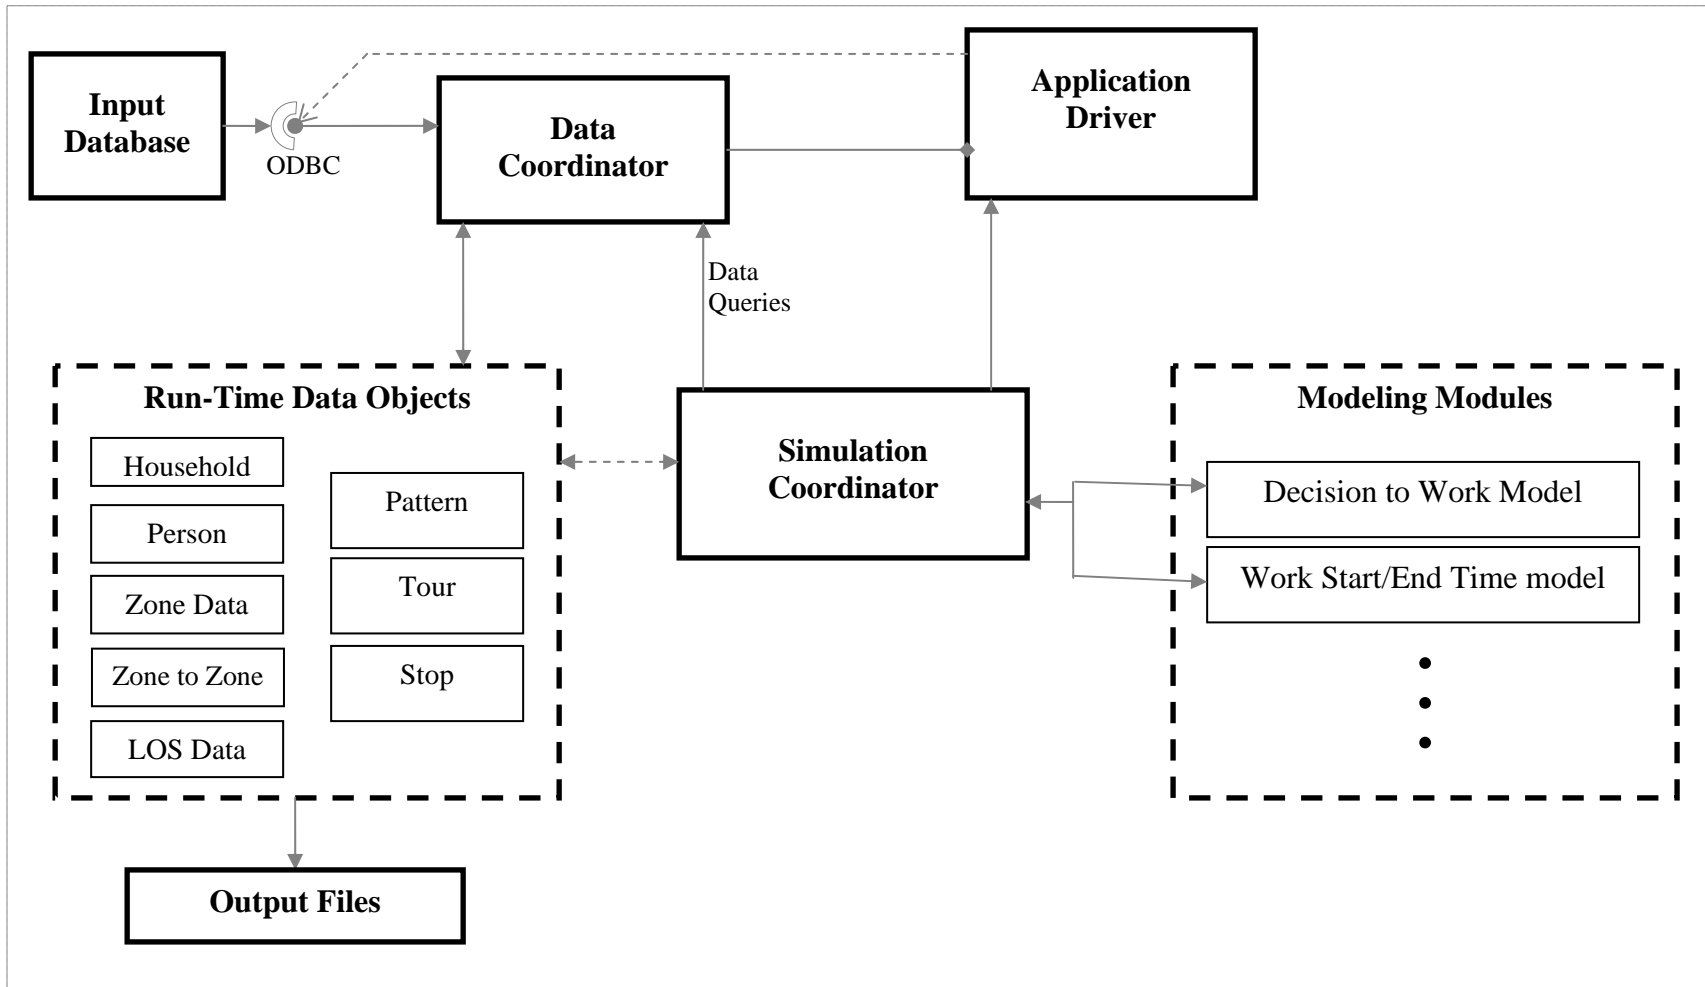 Input
Database
ODBC
Data
Coordinator
Application
Driver
Data
Queries
Run-Time Data Objects
Household
Person
Zone Data
Zone to Zone
LOS Data
Pattern
Tour
Stop
Simulation
Coordinator
Modeling Modules
Decision to Work Model
Work Start/End Time model
Output Files